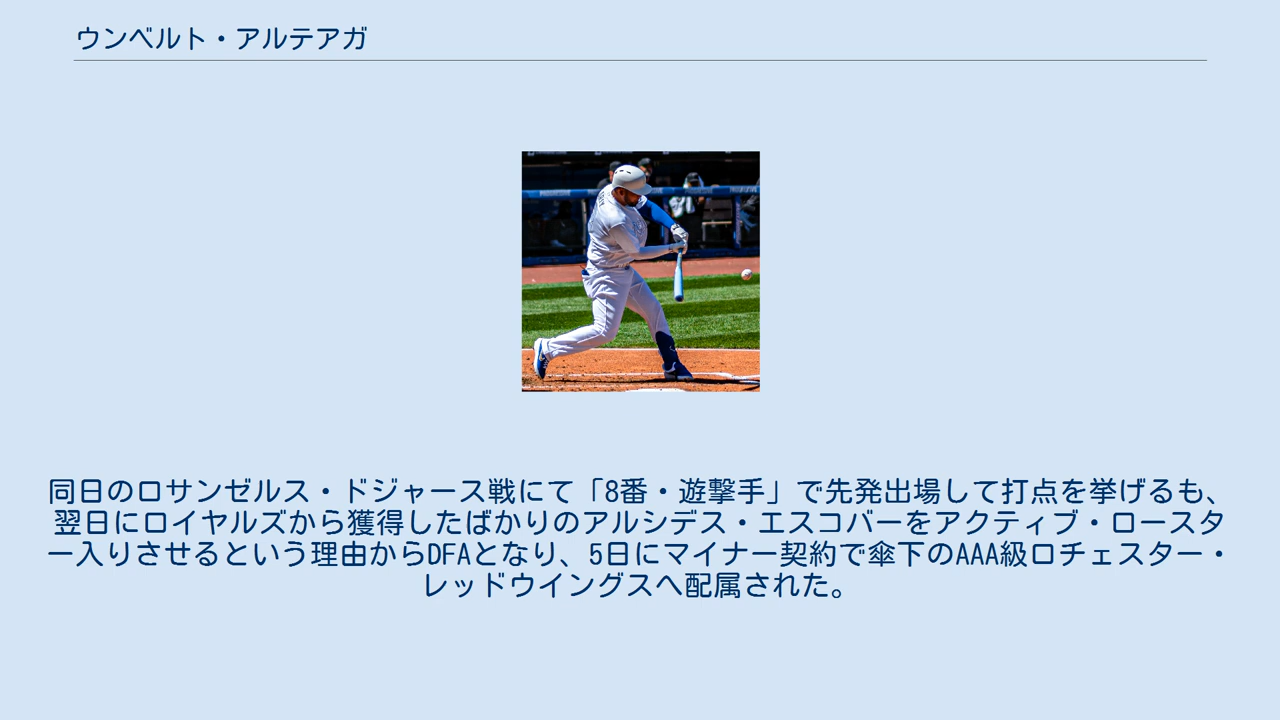 ウンベルト・アルテアガ
同日のロサンゼルス・ドジャース戦にて「8番・遊撃手」で先発出場して打点を挙げるも、
翌日にロイヤルズから獲得したばかりのアルシデス・エスコバーをアクティブ・ロースタ
ー入りさせるという理由からDFAとなり、5日にマイナー契約で傘下のAAA級ロチェスター・
レッドウイングスへ配属された。